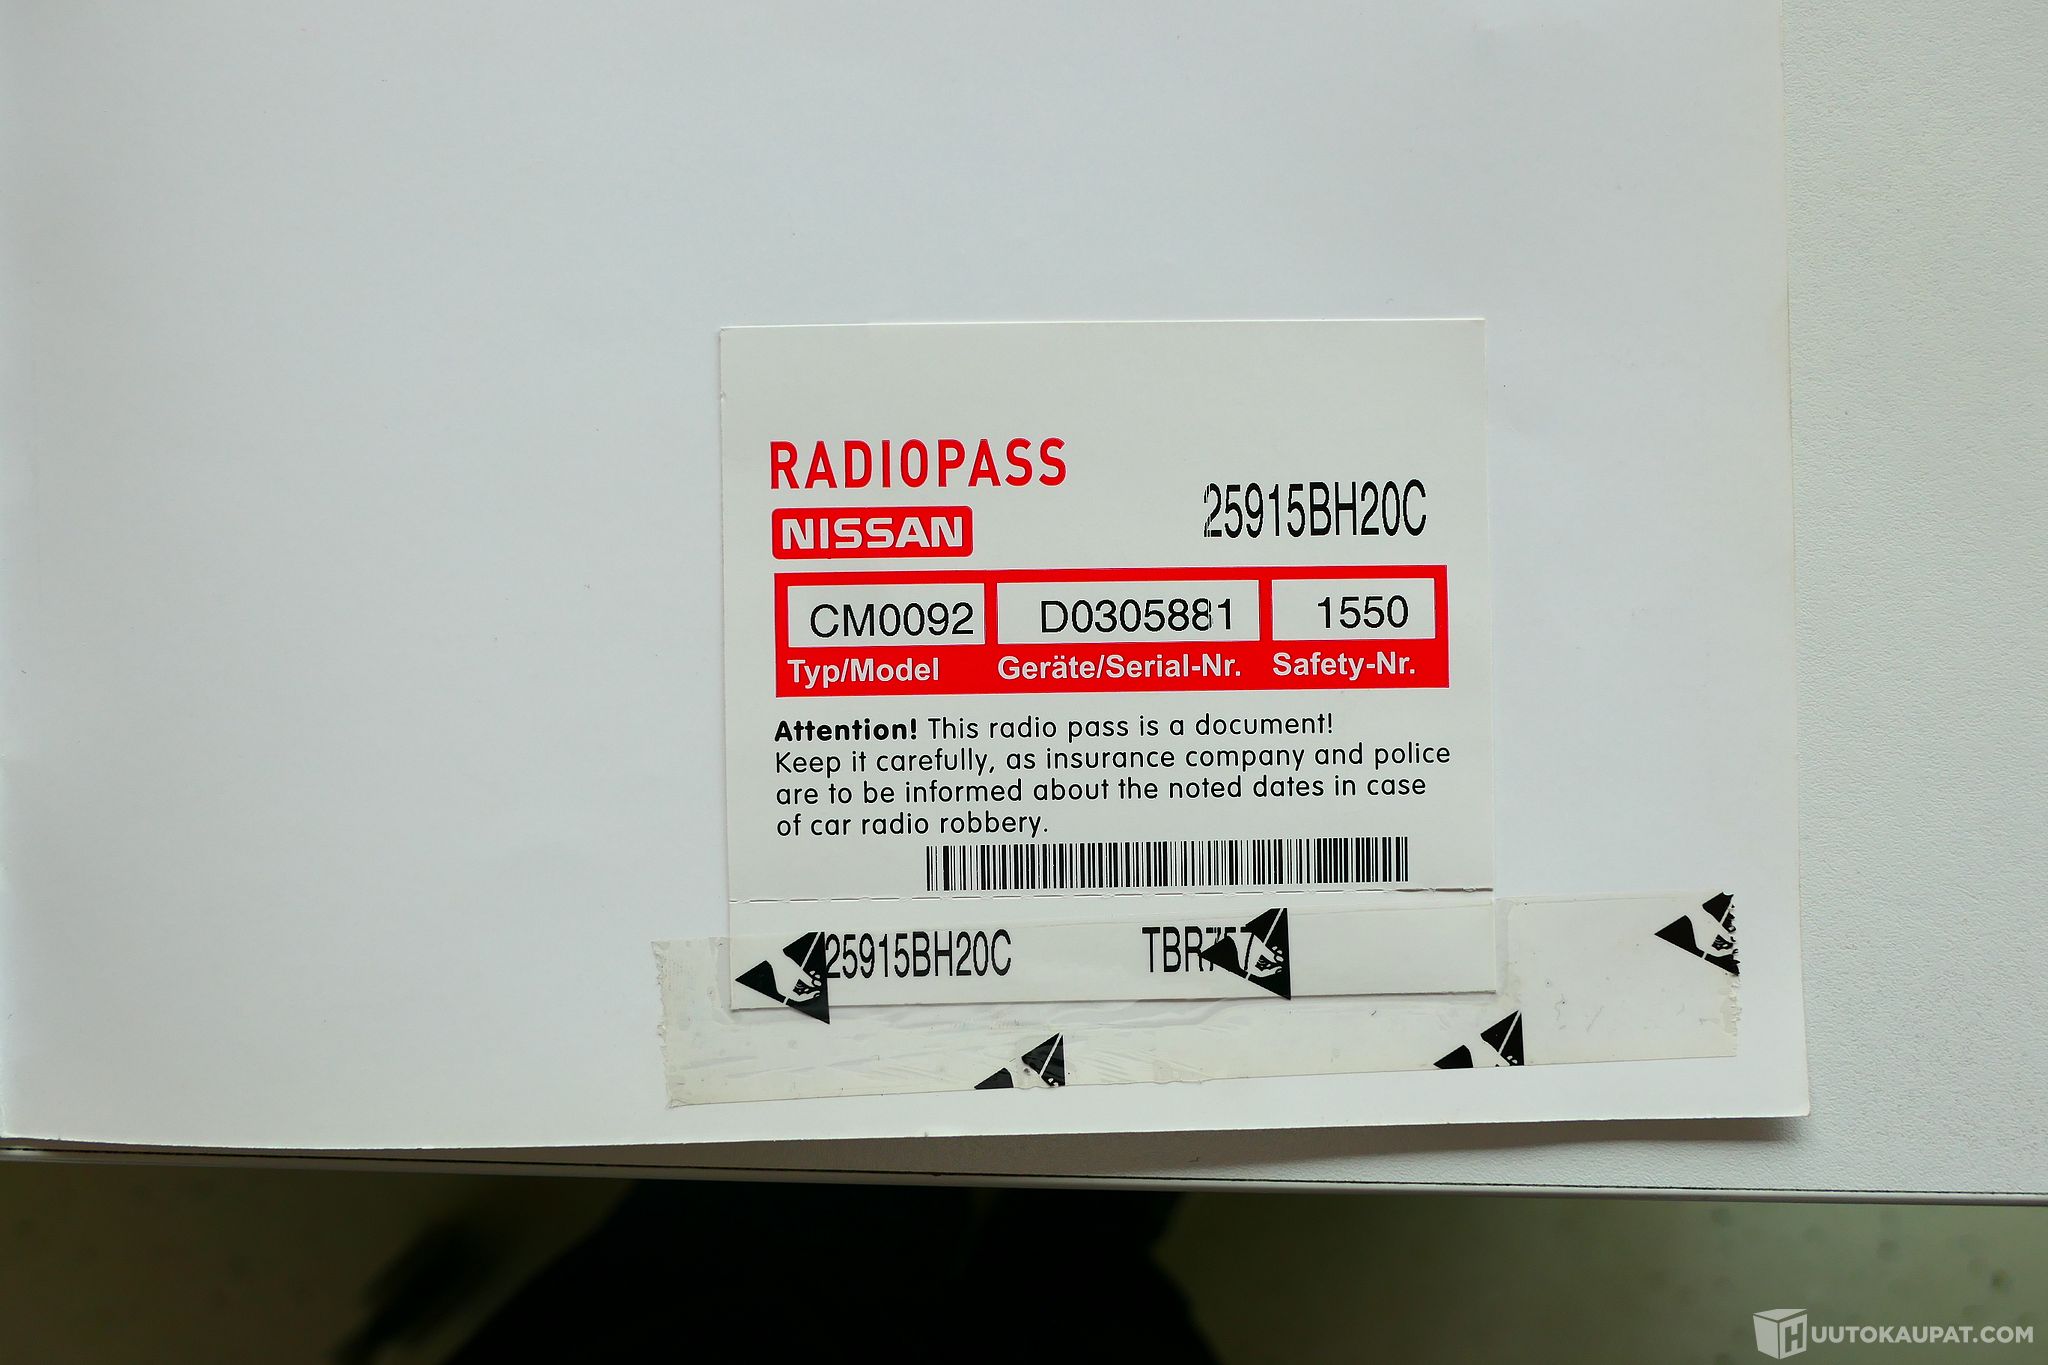 RADIOPASS
NISSAN
25915BH20C
CM0092 D0305881 1550
Typ/Model Geräte/Serial-Nr. Safety-Nr.
Attention! This radio pass is a document!
Keep it carefully, as insurance company and police
are to be informed about the noted dates in case
of car radio robbery.
25915BH20C
HUUTOKAUPAT.COM